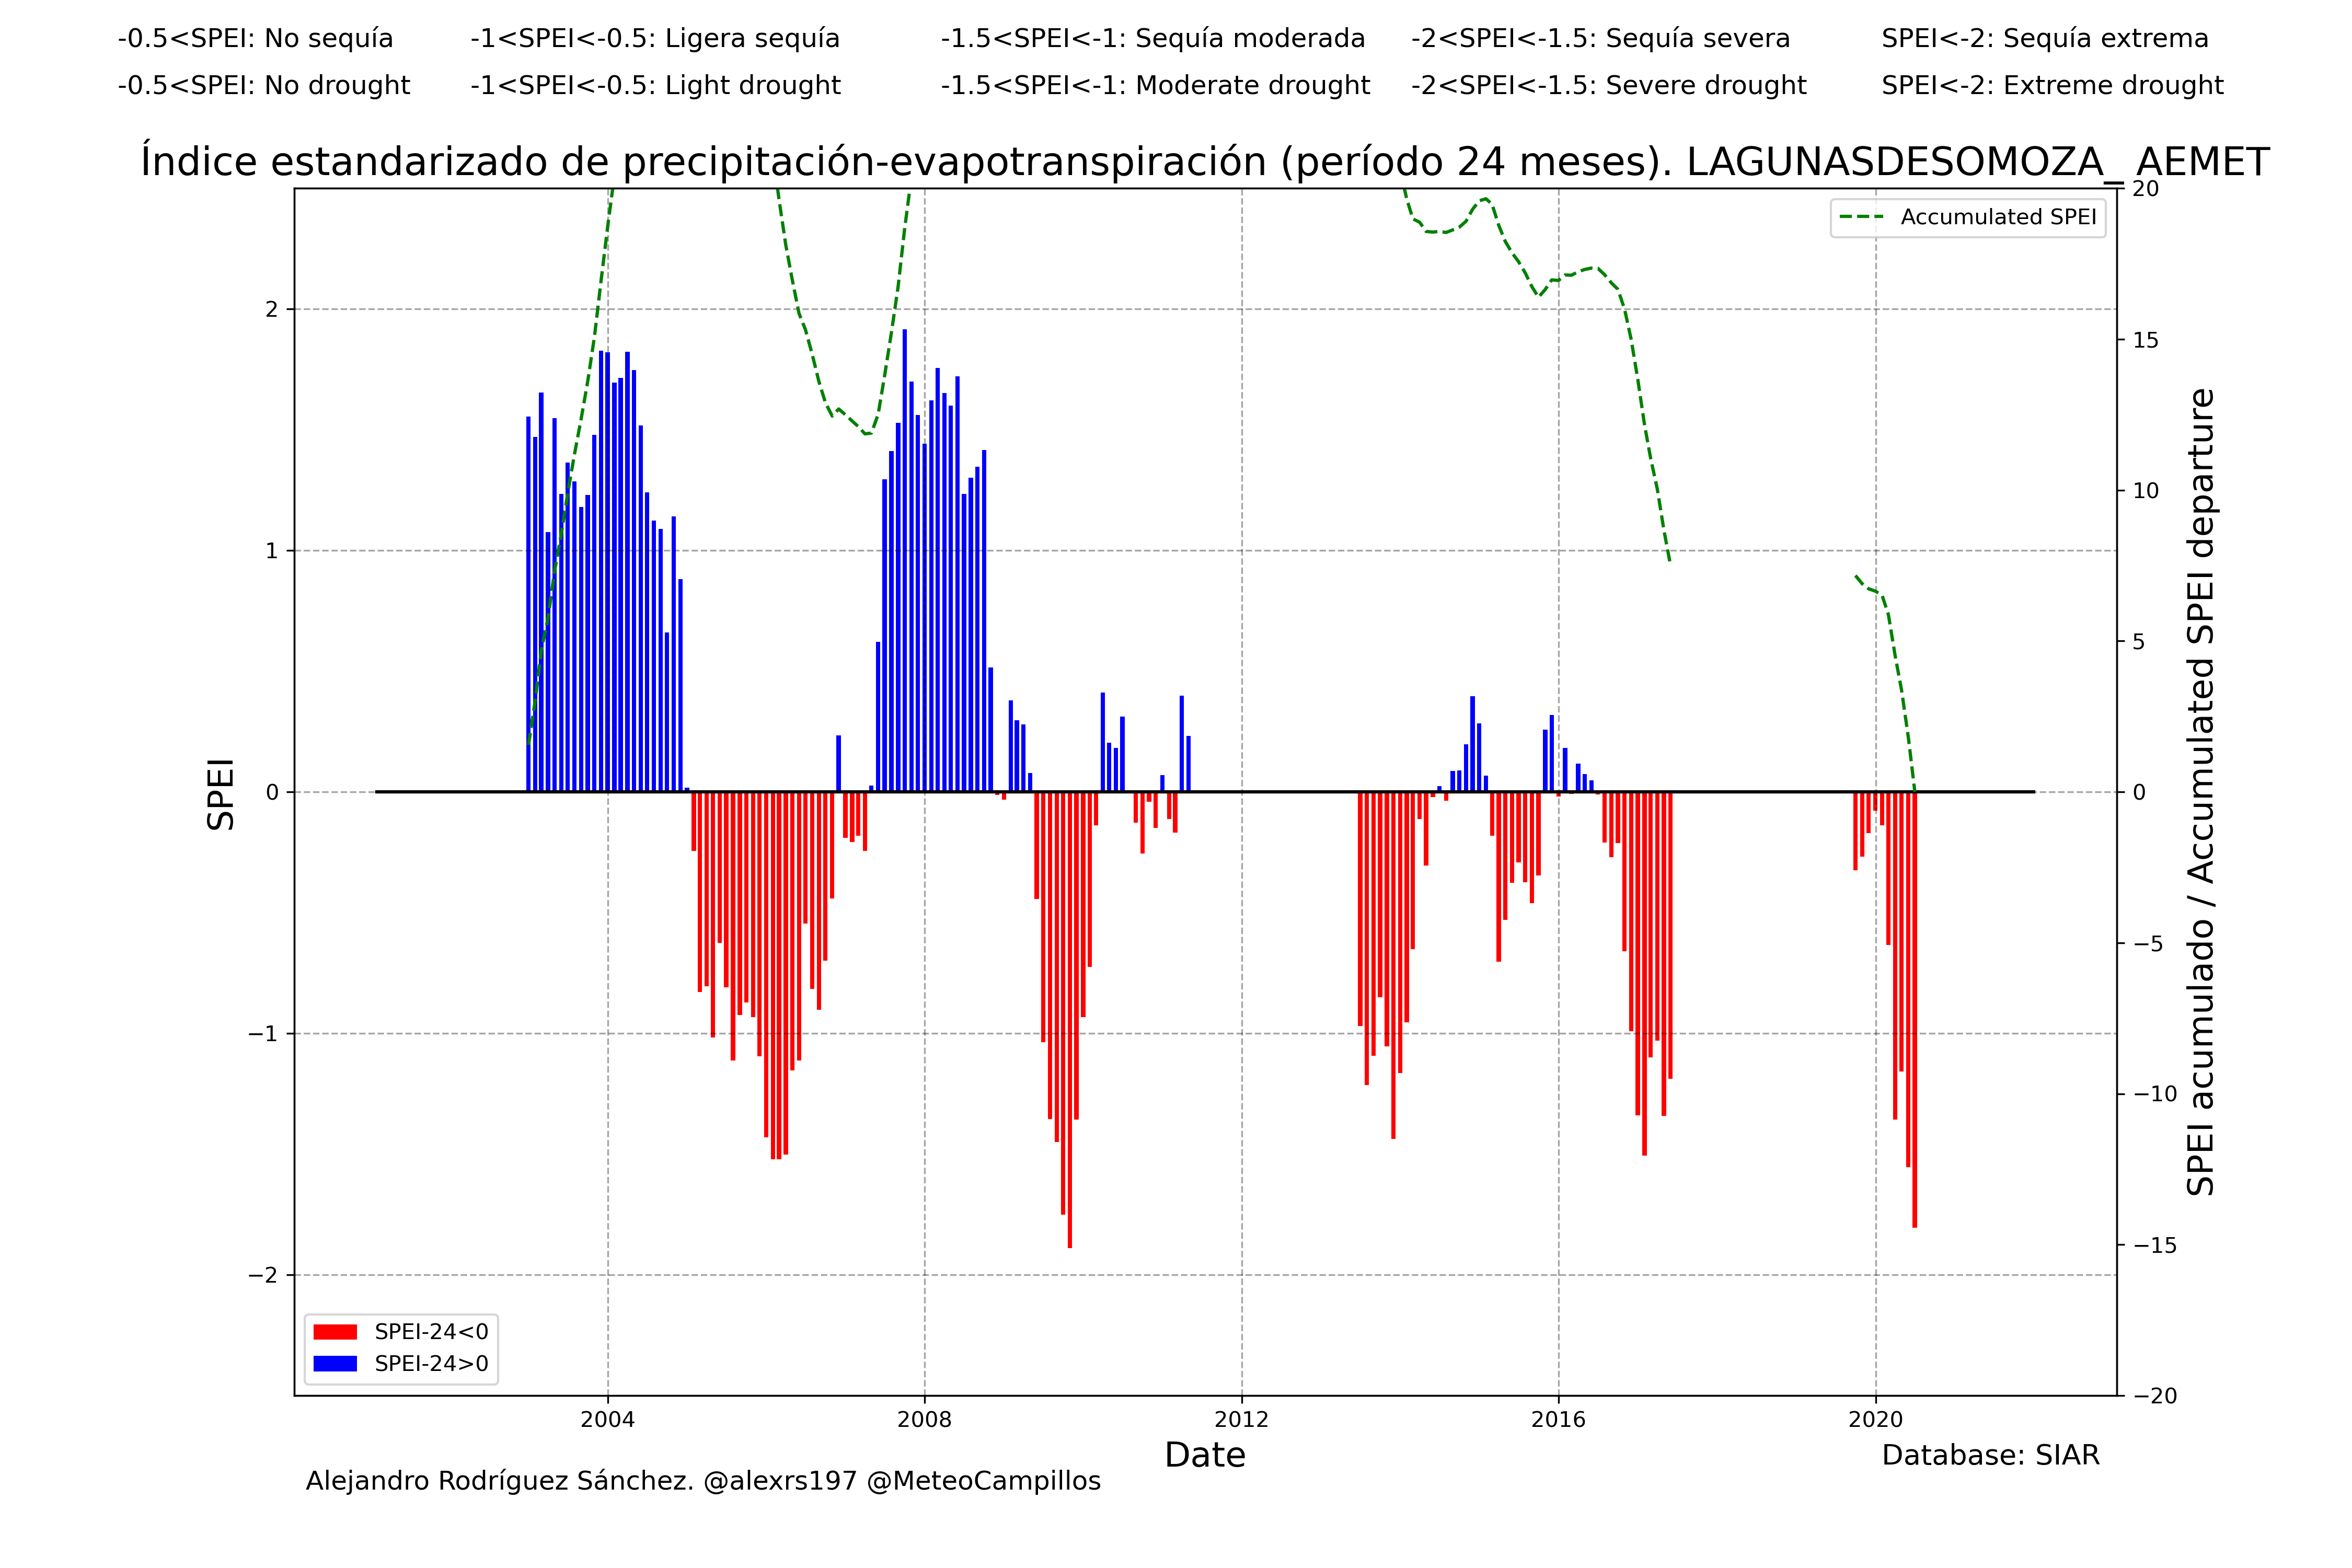 -0.5<SPEI: No sequía -1<SPEI<-0.5: Ligera sequía -1.5<SPEI<-1: Sequía moderada -2<SPEI<-1.5: Sequía severa SPEI<-2: Sequía extrema
-0.5<SPEI: No drought -1<SPEI<-0.5: Light drought -1.5<SPEI<-1: Moderate drought -2<SPEI<-1.5: Severe drought SPEI<-2: Extreme drought
Índice estandarizado de precipitación-evapotranspiración (período 24 meses). LAGUNASDESOMOZA_ AEMET
Accumulated SPEI
SPEI
2
1
0
−1
−2
20
15
10
5
0
−5
−10
−15
−20
SPEI acumulado / Accumulated SPEI departure
SPEI-24<0
SPEI-24>0
2004 2008 2012 2016 2020
Date
Database: SIAR
Alejandro Rodríguez Sánchez. @alexrs197 @MeteoCampillos